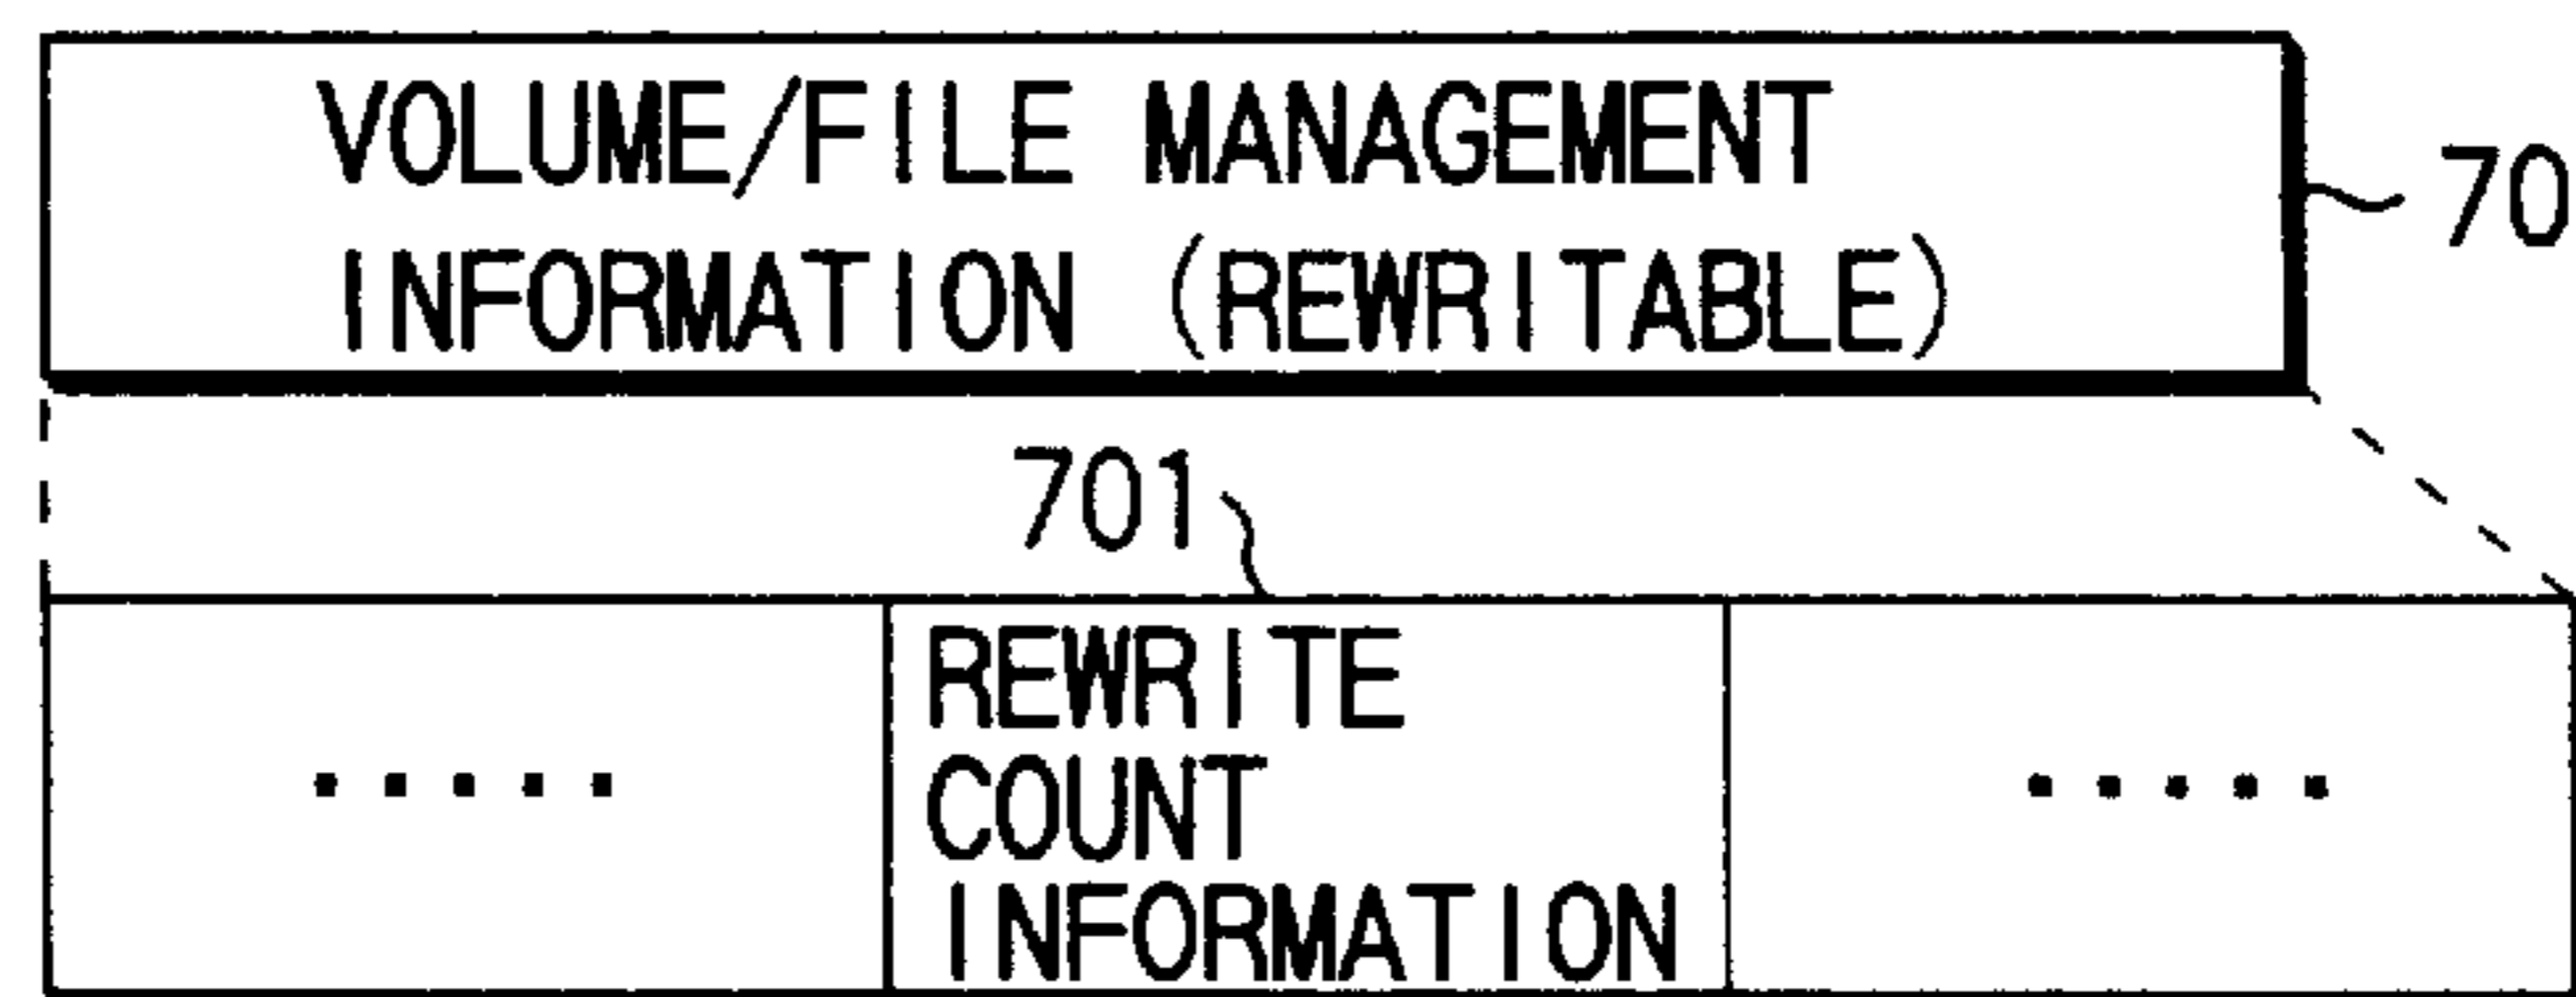 VOLUME/FILE MANAGEMENT
INFORMATION (REWRITABLE)
70
701
REWRITE
COUNT
INFORMATION
.....
.....